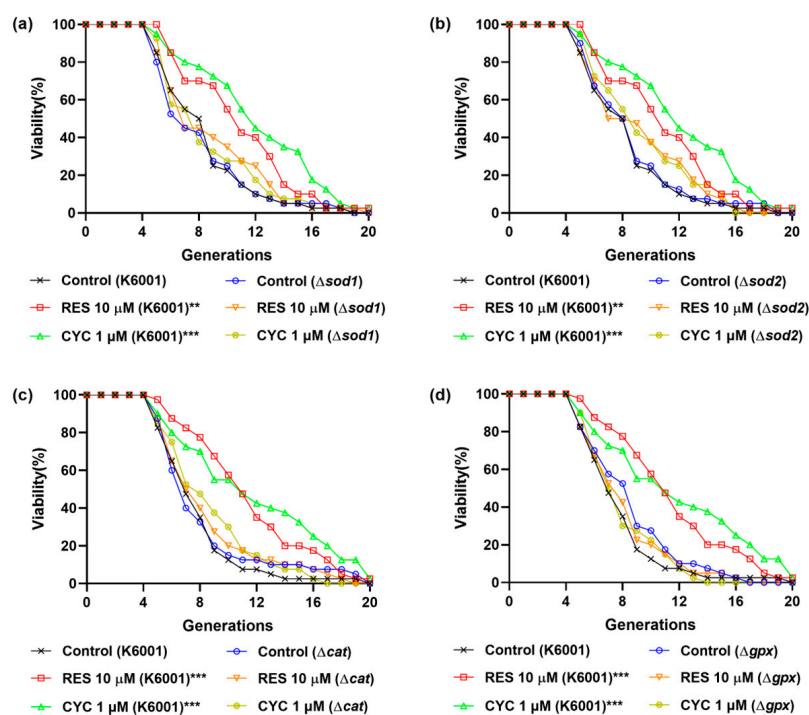 (a)
100
80
60
40
20
0
Viability(%)
0 4 8 12 16 20
Generations
Control (K6001) Control (Δsod1)
RES 10 μM (K6001)** RES 10 μM (Δsod1)
CYC 1 μM (K6001)*** CYC 1 μM (Δsod1)
(b)
100
80
60
40
20
0
Viability(%)
0 4 8 12 16 20
Generations
Control (K6001) Control (Δsod2)
RES 10 μM (K6001)** RES 10 μM (Δsod2)
CYC 1 μM (K6001)*** CYC 1 μM (Δsod2)
(c)
100
80
60
40
20
0
Viability(%)
0 4 8 12 16 20
Generations
Control (K6001) Control (Δcat)
RES 10 μM (K6001)*** RES 10 μM (Δcat)
CYC 1 μM (K6001)*** CYC 1 μM (Δcat)
(d)
100
80
60
40
20
0
Viability(%)
0 4 8 12 16 20
Generations
Control (K6001) Control (Δgpx)
RES 10 μM (K6001)*** RES 10 μM (Δgpx)
CYC 1 μM (K6001)*** CYC 1 μM (Δgpx)